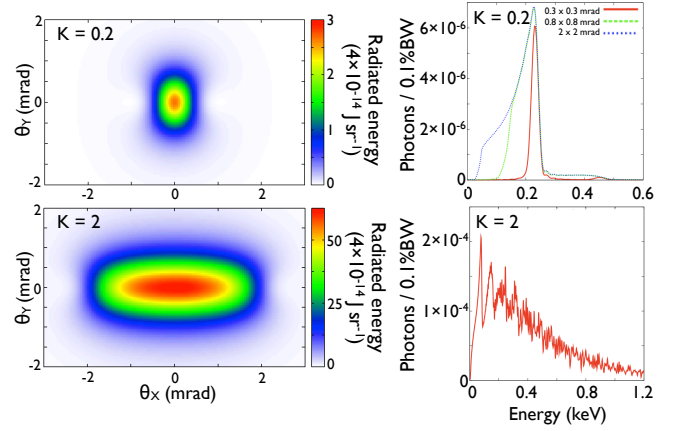 K = 0.2
2
0
-2
θY (mrad)
3
2
1
0
Radiated energy
(4×10-14 J sr-1)
K = 0.2
0.3 x 0.3 mrad
0.8 x 0.8 mrad
2 x 2 mrad
6×10-6
2×10-6
0
0
0.2
0.4
0.6
Photons / 0.1%BW
K = 2
2
0
-2
θY (mrad)
-2
0
2
θX (mrad)
50
25
0
Radiated energy
(4×10-14 J sr-1)
K = 2
2×10-4
1×10-4
0
0
0.2
0.4
0.6
0.8
1.2
Photons / 0.1%BW
Energy (keV)